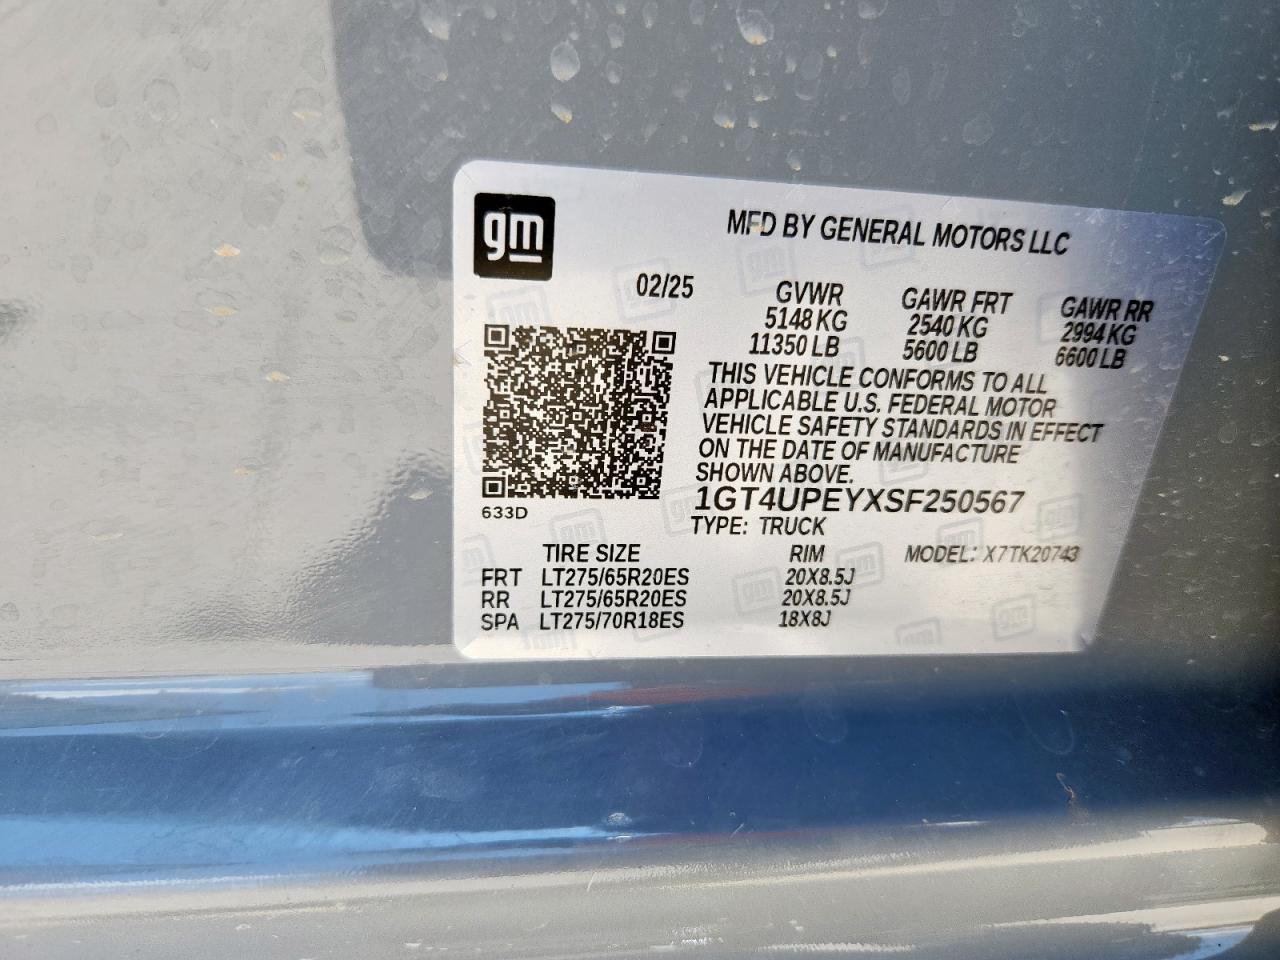 gm
MFD BY GENERAL MOTORS LLC
02/25 GVWR GAWR FRT GAWR RR
5148 KG 2540 KG 2994 KG
11350 LB 5600 LB 6600 LB
THIS VEHICLE CONFORMS TO ALL
APPLICABLE U.S. FEDERAL MOTOR
VEHICLE SAFETY STANDARDS IN EFFECT
ON THE DATE OF MANUFACTURE
SHOWN ABOVE.
1GT4UPEYXSF250567
633D
TYPE: TRUCK
TIRE SIZE RIM MODEL: X7TK20743
FRT LT275/65R20ES 20X8.5J
RR LT275/65R20ES 20X8.5J
SPA LT275/70R18ES 18X8J